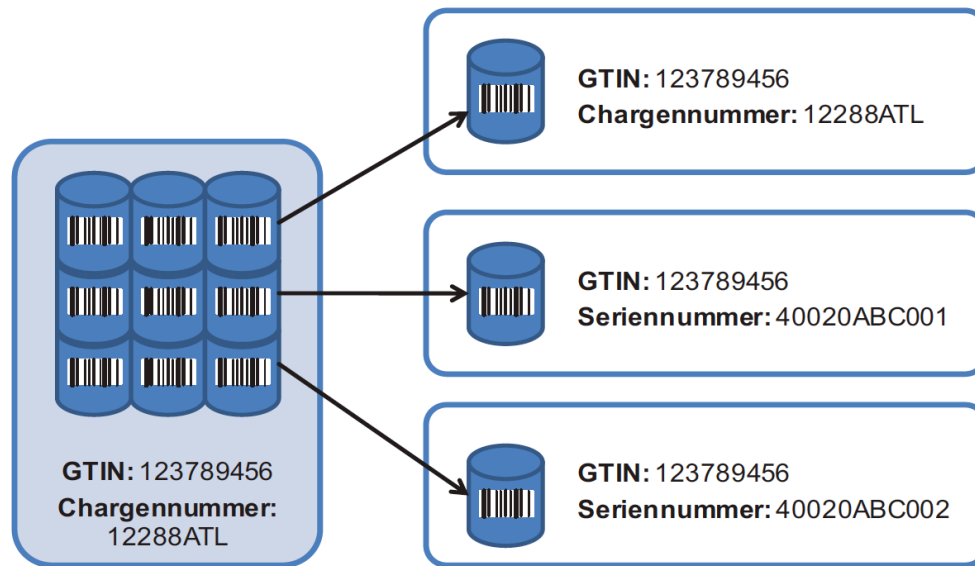 GTIN: 123789456
Chargennummer:
12288ATL
GTIN: 123789456
Chargennummer: 12288ATL
GTIN: 123789456
Seriennummer: 40020ABC001
GTIN: 123789456
Seriennummer: 40020ABC002